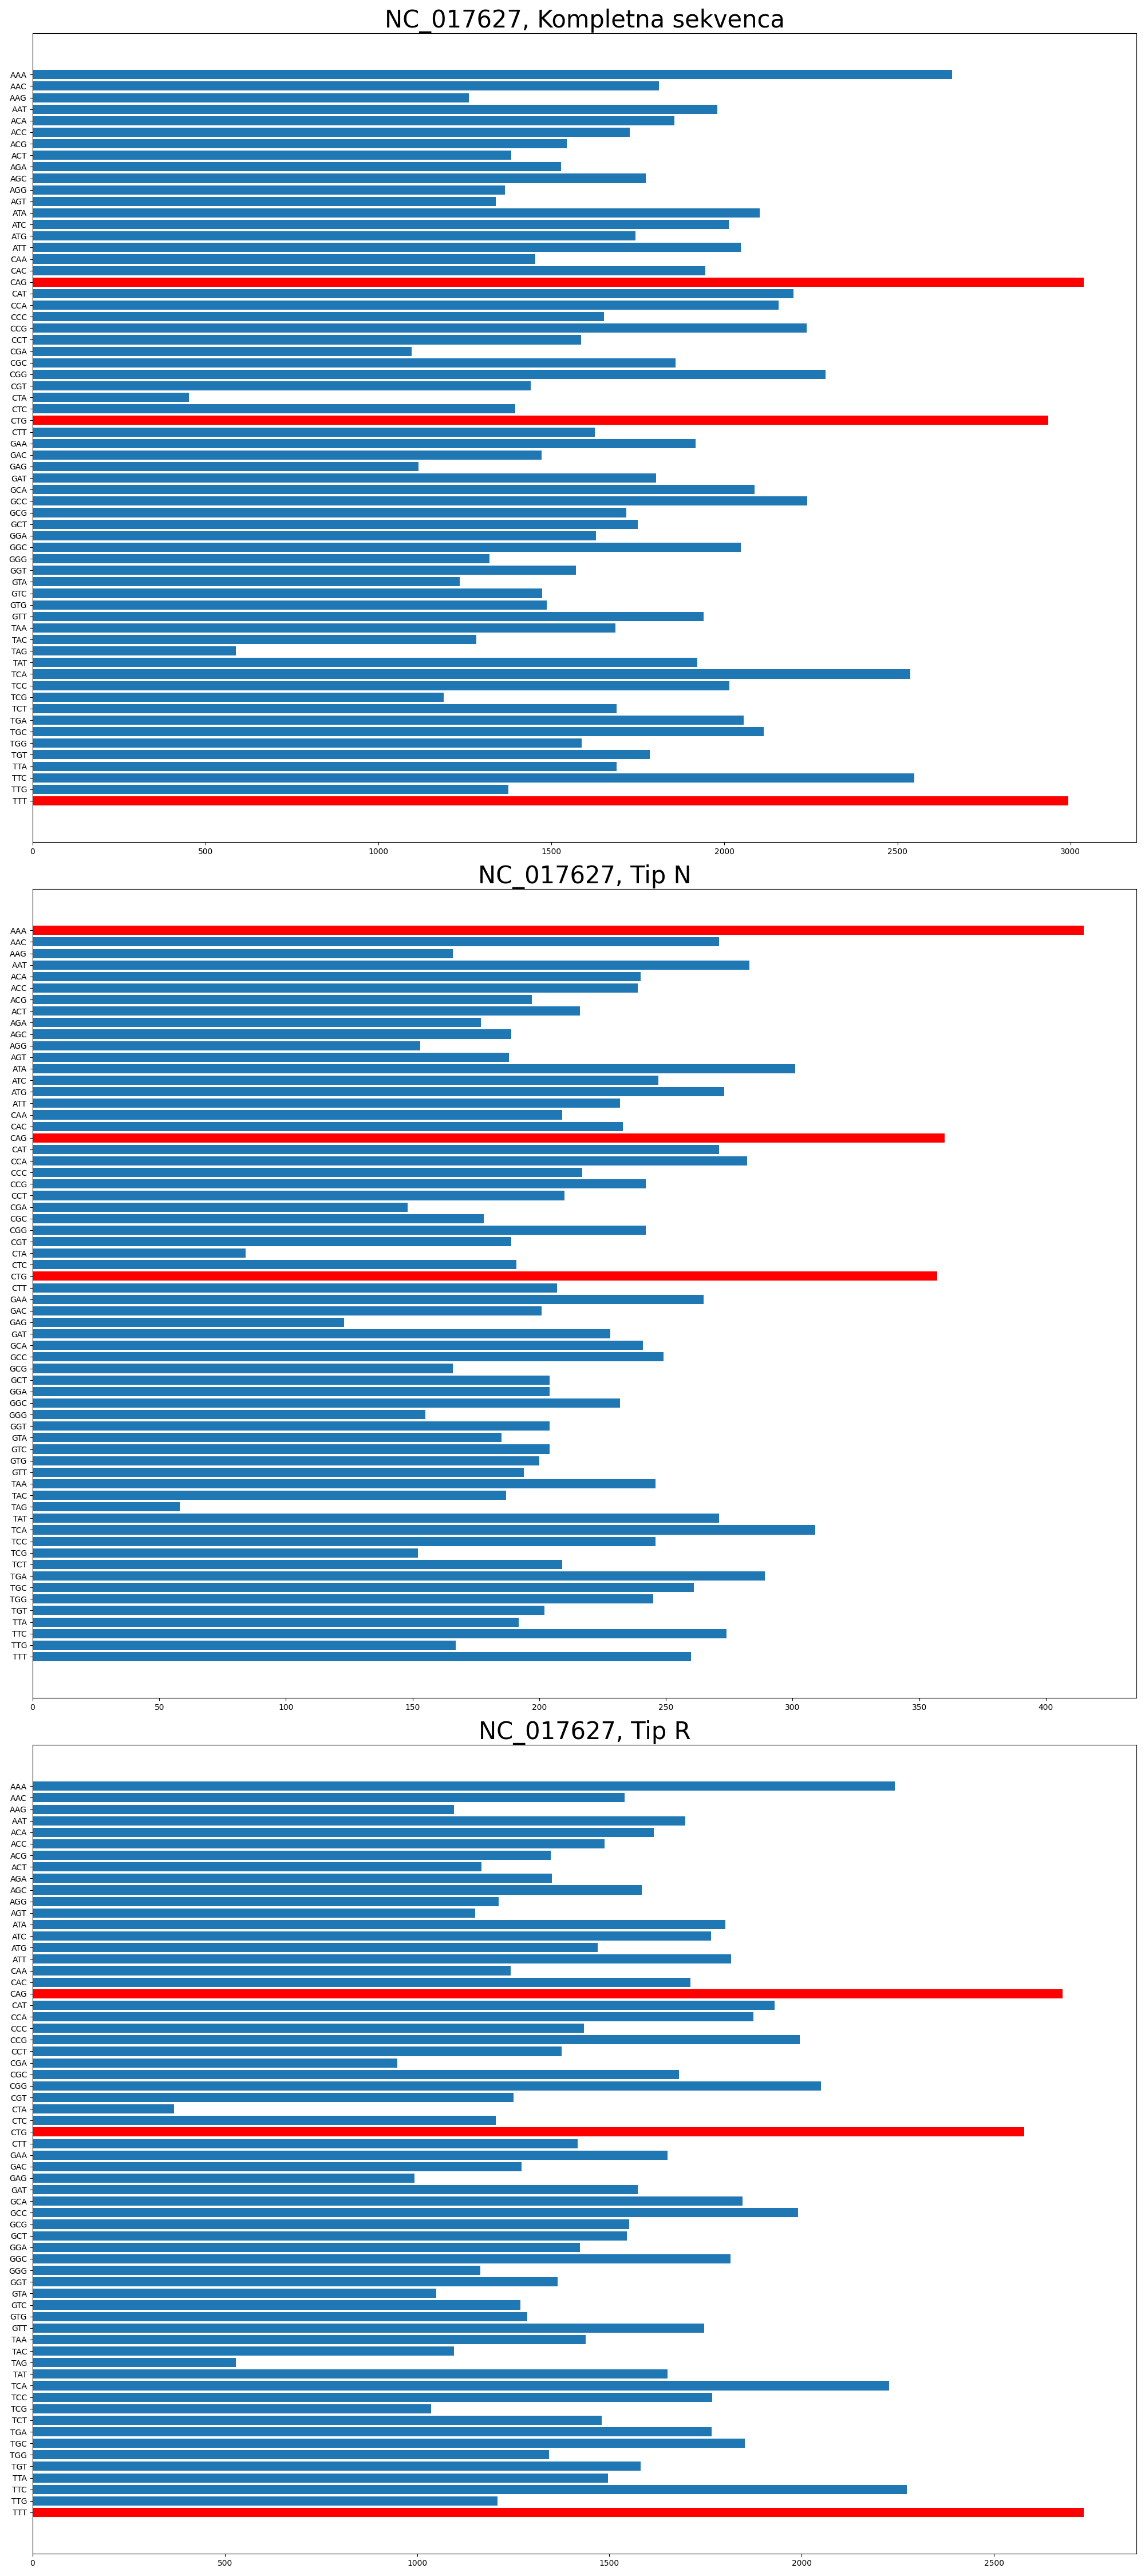 NC_017627, Kompletna sekvenca
AAA
AAC
AAG
AAT
ACA
ACC
ACG
ACT
AGA
AGC
AGG
AGT
ATA
ATC
ATG
ATT
CAA
CAC
CAG
CAT
CCA
CCC
CCG
CCT
CGA
CGC
CGG
CGT
CTA
CTC
CTG
CTT
GAA
GAC
GAG
GAT
GCA
GCC
GCG
GCT
GGA
GGC
GGG
GGT
GTA
GTC
GTG
GTT
TAA
TAC
TAG
TAT
TCA
TCC
TCG
TCT
TGA
TGC
TGG
TGT
TTA
TTC
TTG
TTT
0 500 1000 1500 2000 2500 3000
NC_017627, Tip N
AAA
AAC
AAG
AAT
ACA
ACC
ACG
ACT
AGA
AGC
AGG
AGT
ATA
ATC
ATG
ATT
CAA
CAC
CAG
CAT
CCA
CCC
CCG
CCT
CGA
CGC
CGG
CGT
CTA
CTC
CTG
CTT
GAA
GAC
GAG
GAT
GCA
GCC
GCG
GCT
GGA
GGC
GGG
GGT
GTA
GTC
GTG
GTT
TAA
TAC
TAG
TAT
TCA
TCC
TCG
TCT
TGA
TGC
TGG
TGT
TTA
TTC
TTG
TTT
0 50 100 150 200 250 300 350 400
NC_017627, Tip R
AAA
AAC
AAG
AAT
ACA
ACC
ACG
ACT
AGA
AGC
AGG
AGT
ATA
ATC
ATG
ATT
CAA
CAC
CAG
CAT
CCA
CCC
CCG
CCT
CGA
CGC
CGG
CGT
CTA
CTC
CTG
CTT
GAA
GAC
GAG
GAT
GCA
GCC
GCG
GCT
GGA
GGC
GGG
GGT
GTA
GTC
GTG
GTT
TAA
TAC
TAG
TAT
TCA
TCC
TCG
TCT
TGA
TGC
TGG
TGT
TTA
TTC
TTG
TTT
0 500 1000 1500 2000 2500